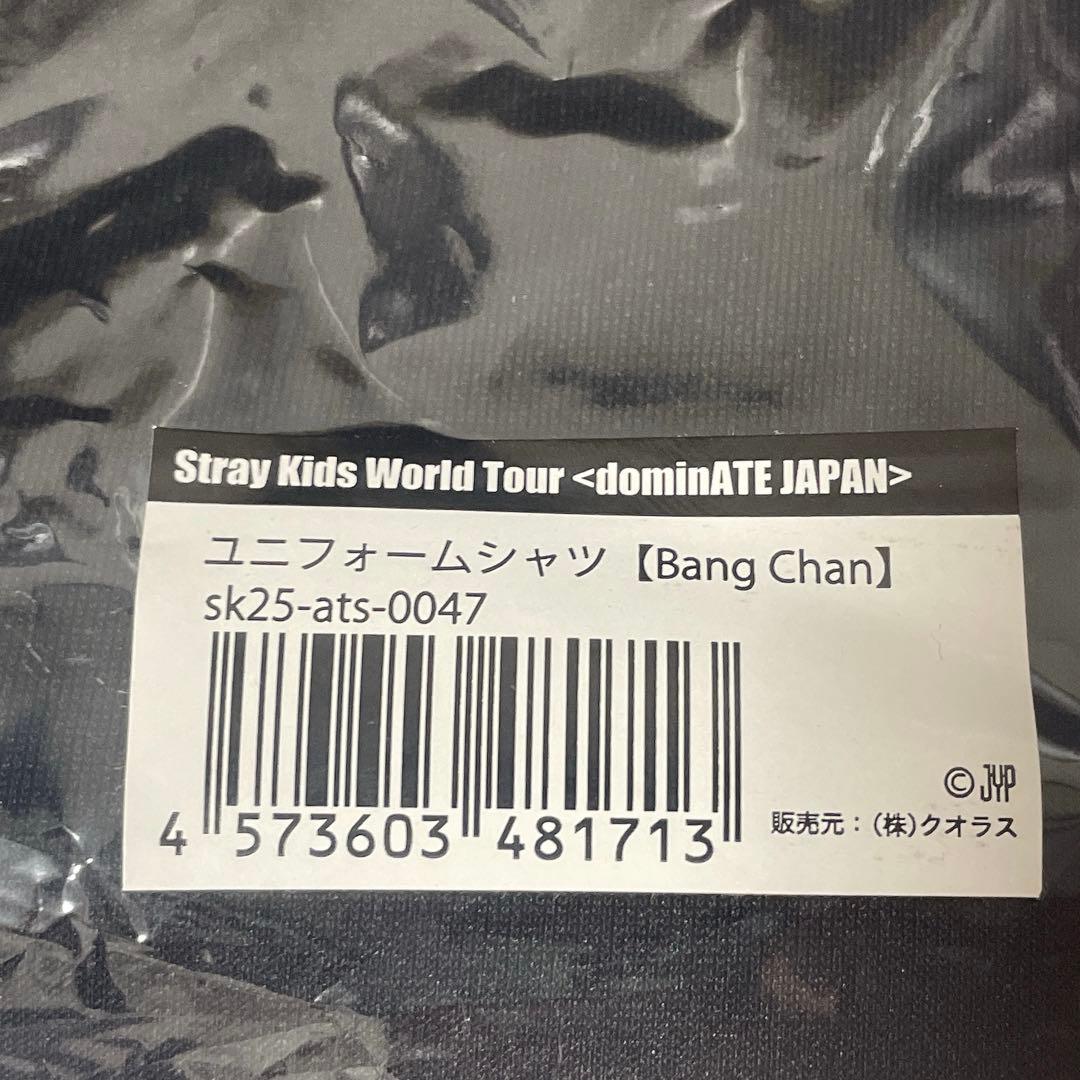 Stray Kids World Tour <dominATE JAPAN>
ユニフォームシャツ【Bang Chan】
sk25-ats-0047
4 573603 481713
© JYP
販売元：(株)クオラス